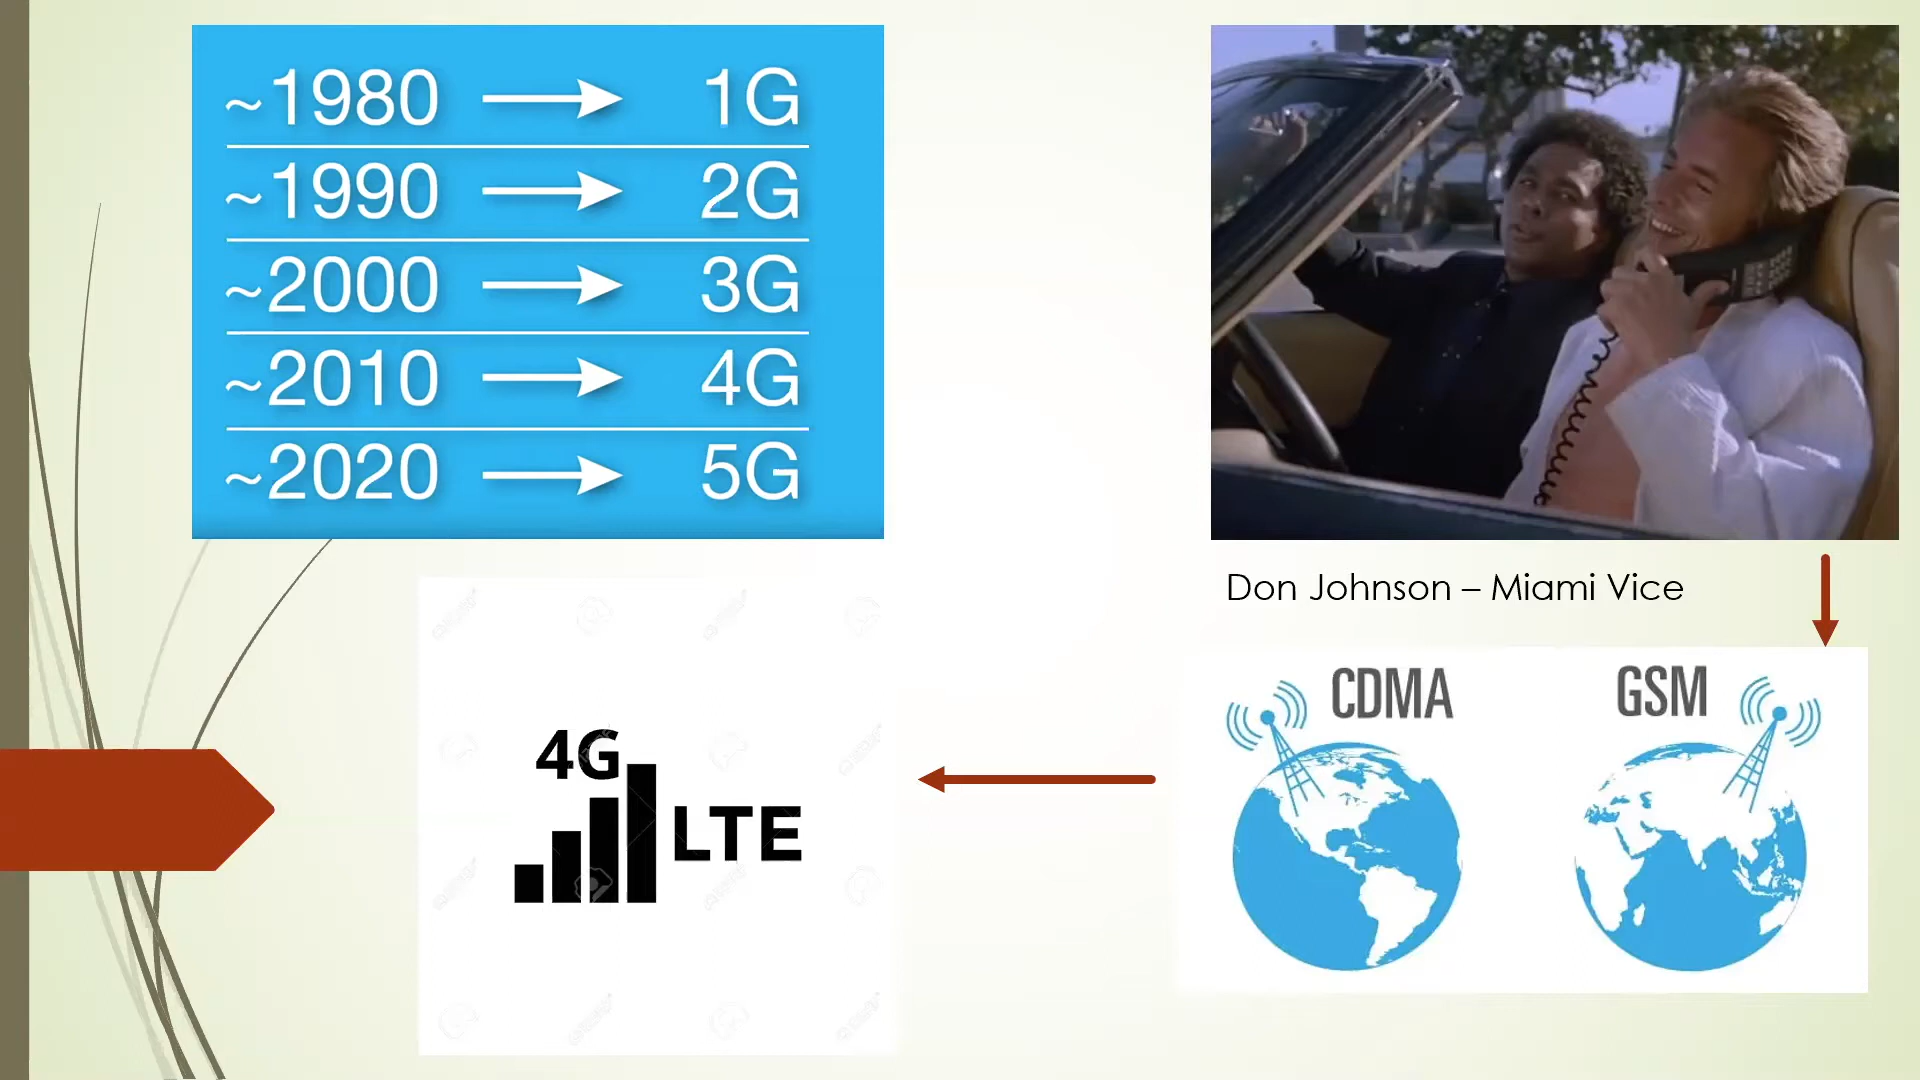 ~1980 → 1G
~1990 → 2G
~2000 → 3G
~2010 → 4G
~2020 → 5G
Don Johnson – Miami Vice
CDMA
GSM
4G
LTE